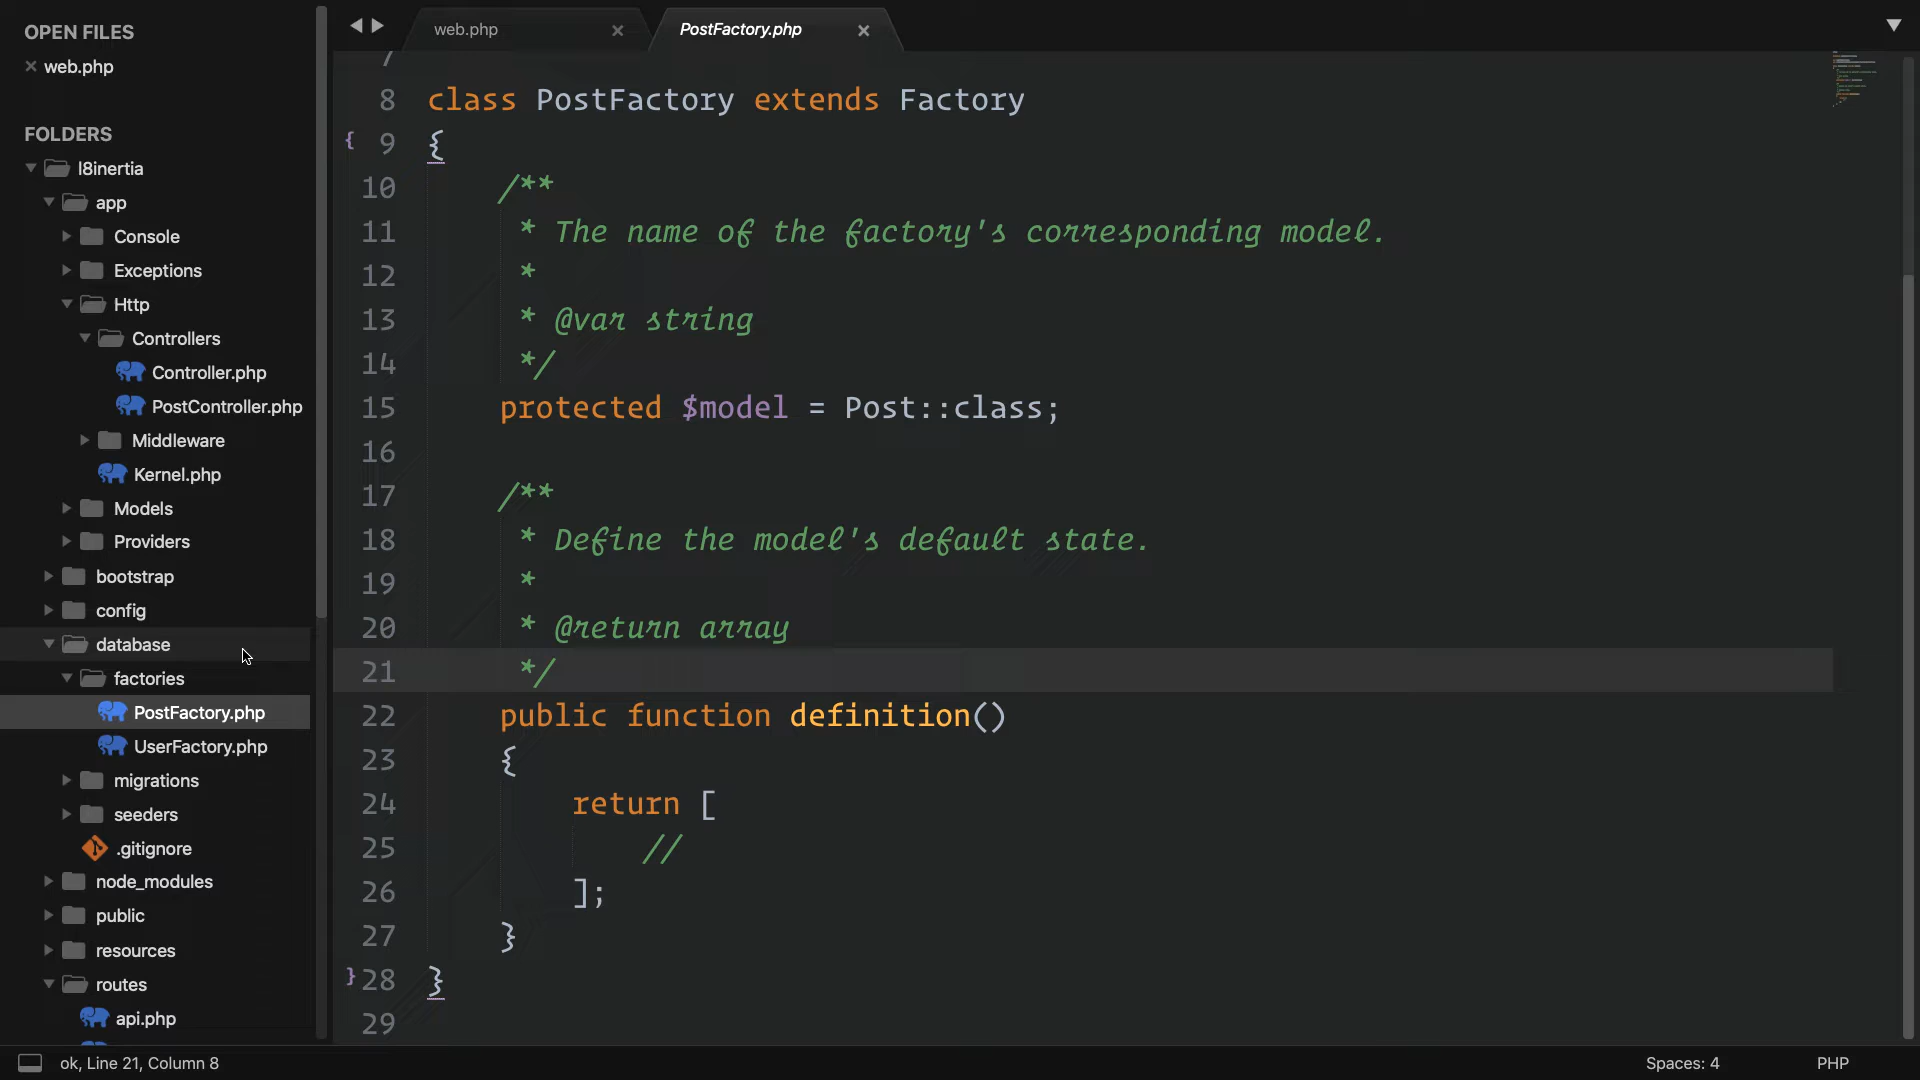 OPEN FILES
web.php
FOLDERS
l8inertia
app
Console
Exceptions
Http
Controllers
Controller.php
PostController.php
Middleware
Kernel.php
Models
Providers
bootstrap
config
database
factories
PostFactory.php
UserFactory.php
migrations
seeders
.gitignore
node_modules
public
resources
routes
api.php
web.php
PostFactory.php
7
8 class PostFactory extends Factory
{ 9 {
10 /**
11 * The name of the factory's corresponding model.
12 *
13 * @var string
14 */
15 protected $model = Post::class;
16
17 /**
18 * Define the model's default state.
19 *
20 * @return array
21 */
22 public function definition()
23 {
24 return [
25 //
26 ];
27 }
} 28 }
29
ok, Line 21, Column 8
Spaces: 4
PHP